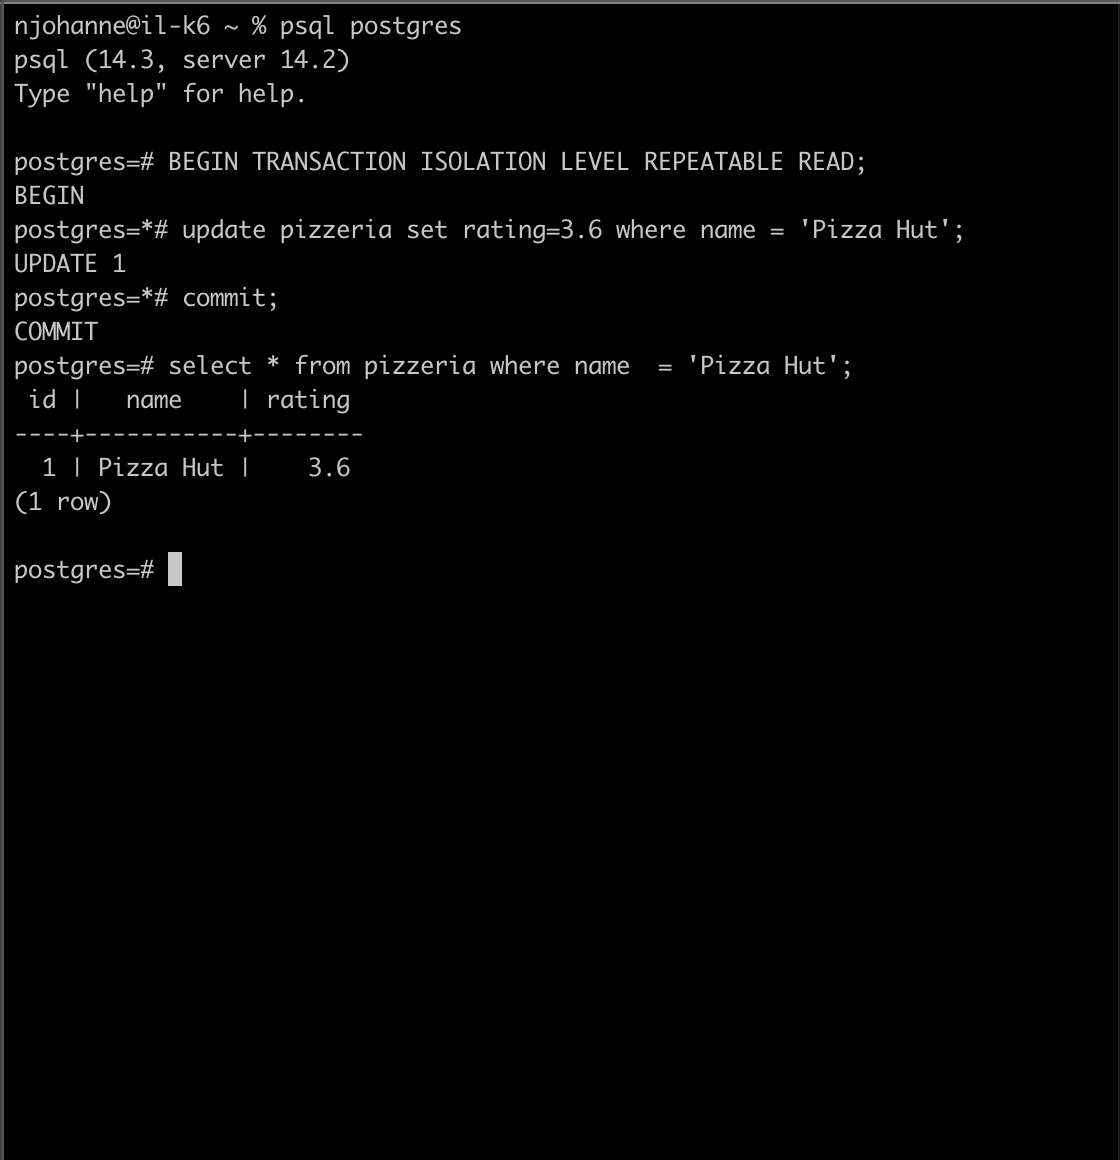 njohanne@il-k6 ~ % psql postgres
psql (14.3, server 14.2)
Type "help" for help.

postgres=# BEGIN TRANSACTION ISOLATION LEVEL REPEATABLE READ;
BEGIN
postgres=*# update pizzeria set rating=3.6 where name = 'Pizza Hut';
UPDATE 1
postgres=*# commit;
COMMIT
postgres=# select * from pizzeria where name  = 'Pizza Hut';
 id |   name    | rating
----+-----------+--------
  1 | Pizza Hut |    3.6
(1 row)

postgres=#